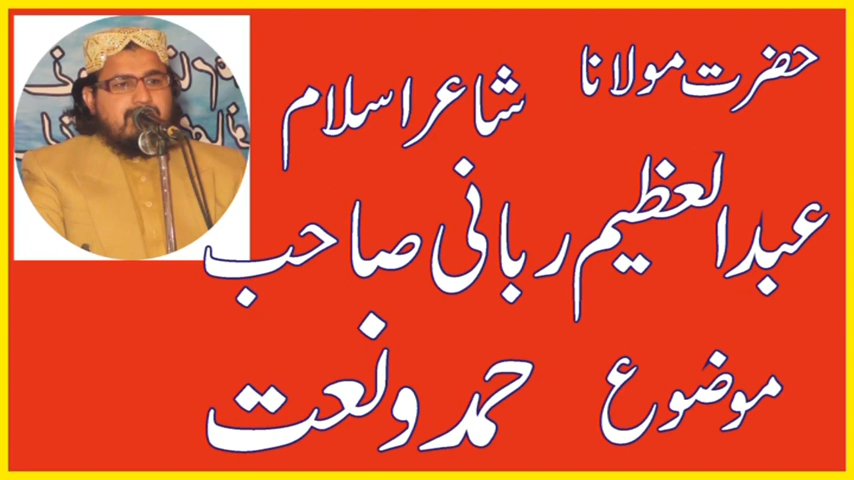 حضرت مولانا شاعر اسلام
عبدالعظیم ربانی صاحب
موضوع حمد و نعت